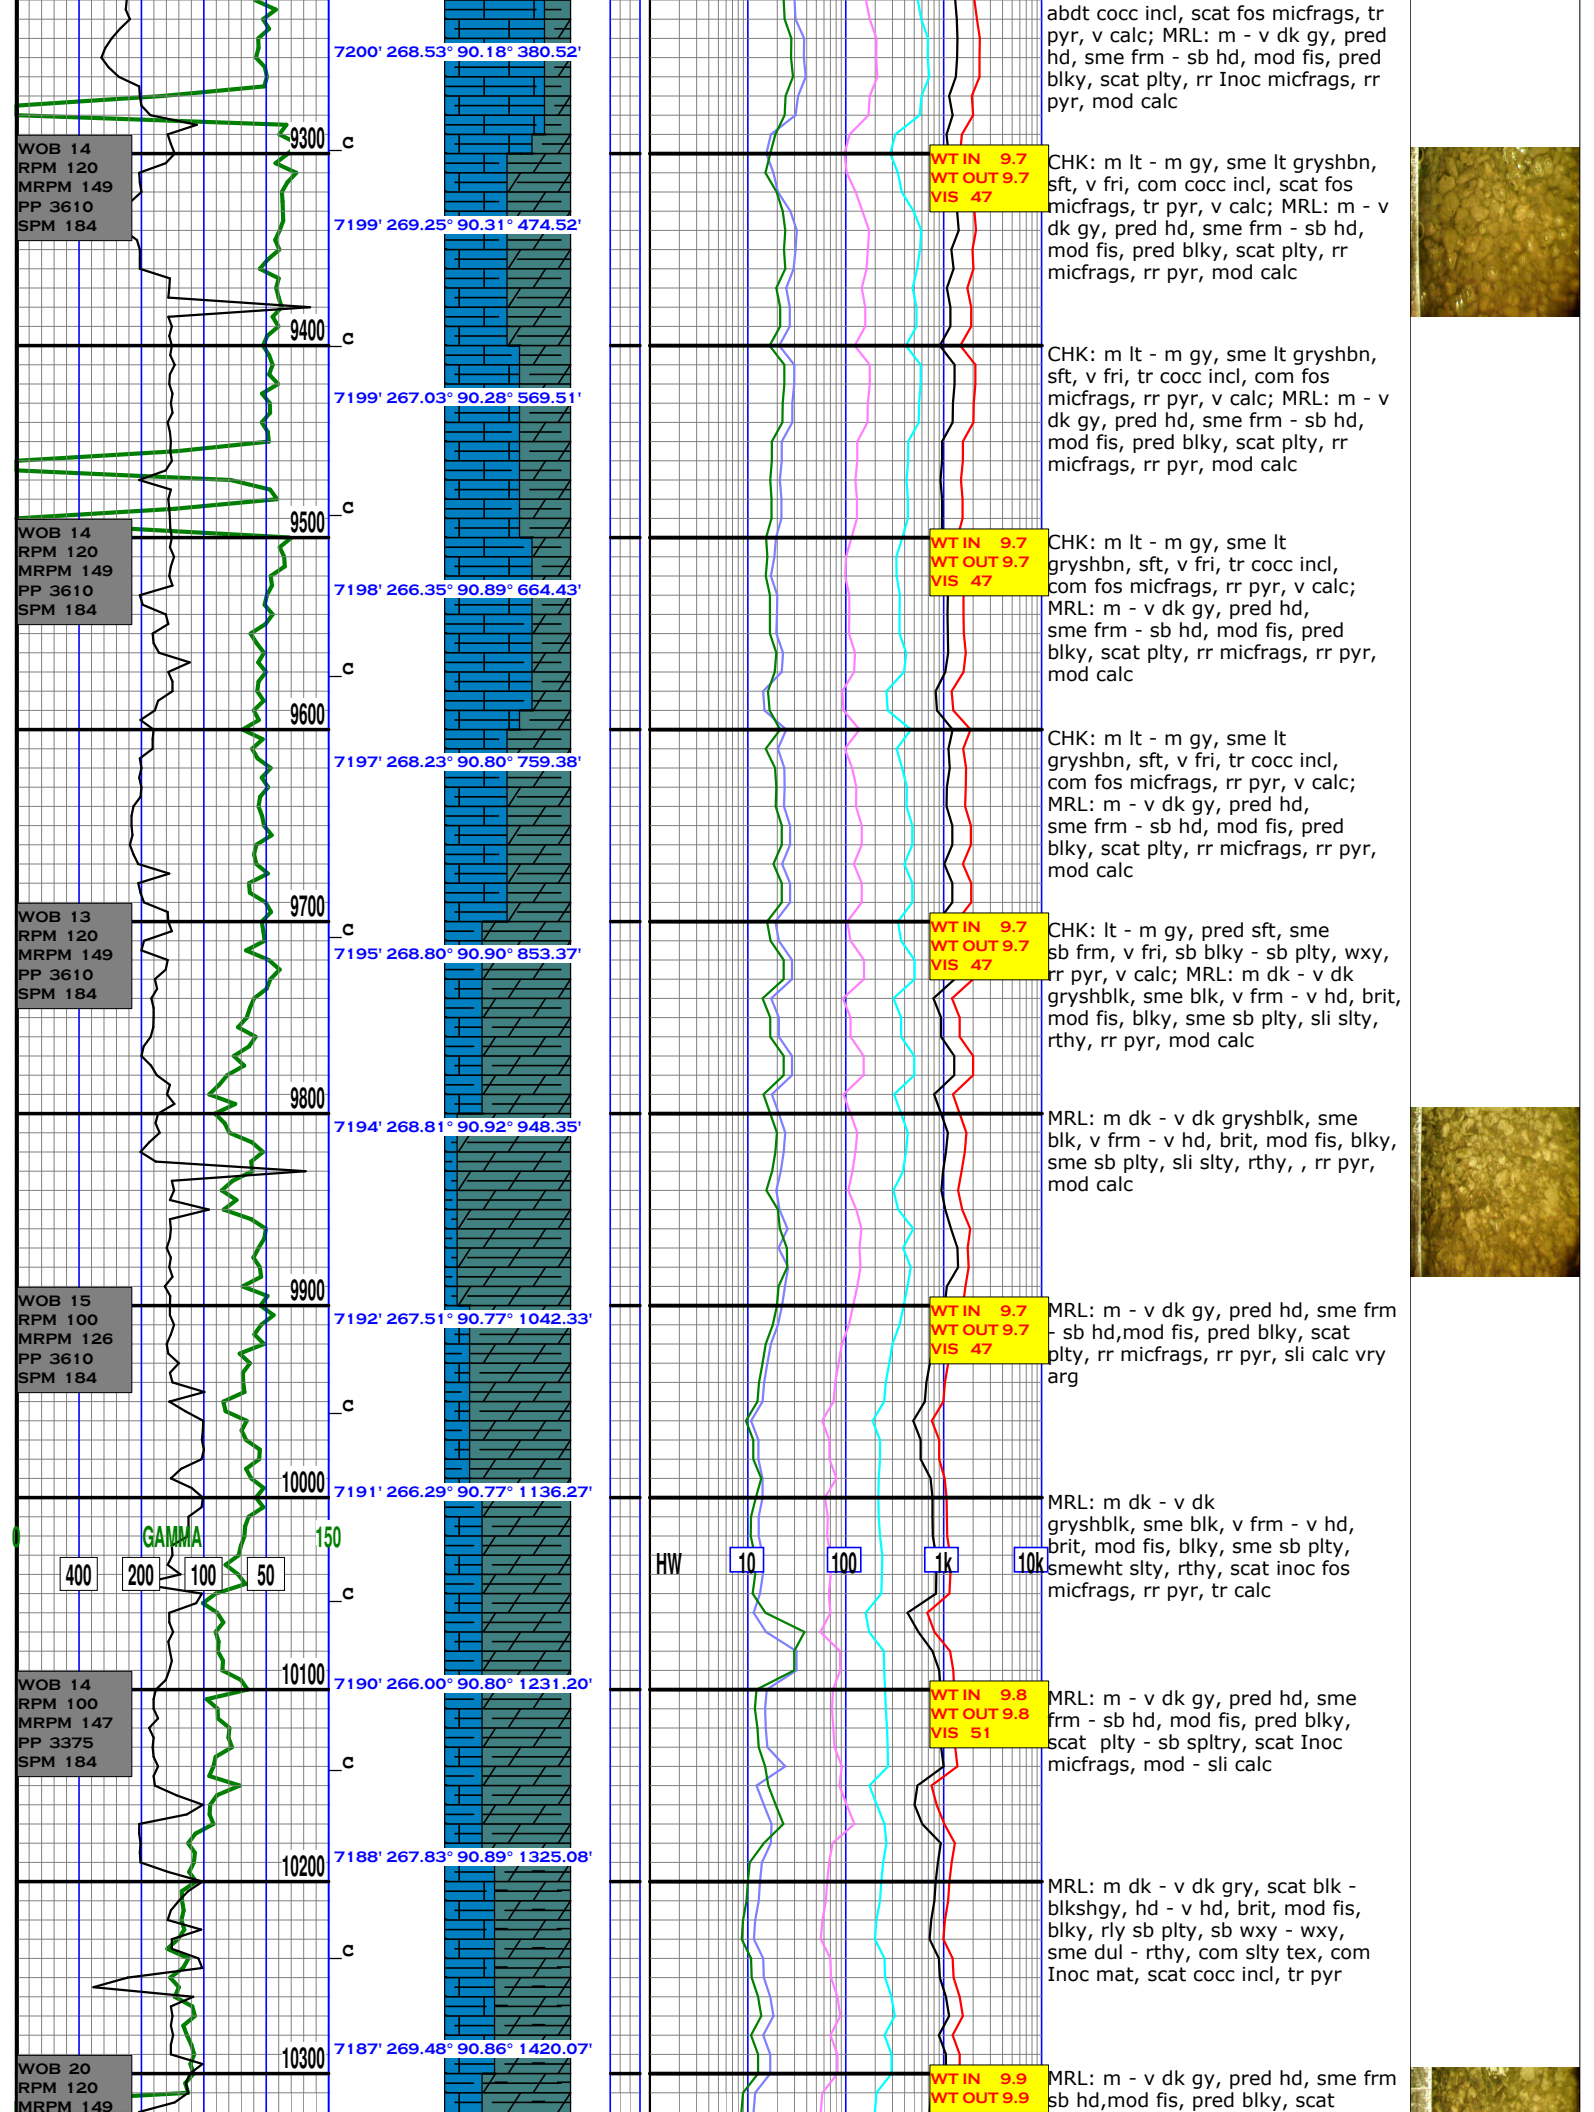 abdt cocc incl, scat fos micfrags, tr
pyr, v calc; MRL: m - v dk gy, pred
hd, sme frm - sb hd, mod fis, pred
blky, scat plty, rr Inoc micfrags, rr
pyr, mod calc
7200' 268.53° 90.18° 380.52'
9300
C
WOB 14
RPM 120
MRPM 149
PP 3610
SPM 184
WT IN 9.7
WT OUT 9.7
VIS 47
CHK: m lt - m gy, sme lt gryshbn,
sft, v fri, com cocc incl, scat fos
micfrags, tr pyr, v calc; MRL: m - v
dk gy, pred hd, sme frm - sb hd,
mod fis, pred blky, scat plty, rr
micfrags, rr pyr, mod calc
7199' 269.25° 90.31° 474.52'
9400
C
CHK: m lt - m gy, sme lt gryshbn,
sft, v fri, tr cocc incl, com fos
micfrags, rr pyr, v calc; MRL: m - v
dk gy, pred hd, sme frm - sb hd,
mod fis, pred blky, scat plty, rr
micfrags, rr pyr, mod calc
7199' 267.03° 90.28° 569.51'
9500
C
WOB 14
RPM 120
MRPM 149
PP 3610
SPM 184
WT IN 9.7
WT OUT 9.7
VIS 47
CHK: m lt - m gy, sme lt
gryshbn, sft, v fri, tr cocc incl,
com fos micfrags, rr pyr, v calc;
MRL: m - v dk gy, pred hd,
sme frm - sb hd, mod fis, pred
blky, scat plty, rr micfrags, rr pyr,
mod calc
7198' 266.35° 90.89° 664.43'
C
9600
CHK: m lt - m gy, sme lt
gryshbn, sft, v fri, tr cocc incl,
com fos micfrags, rr pyr, v calc;
MRL: m - v dk gy, pred hd,
sme frm - sb hd, mod fis, pred
blky, scat plty, rr micfrags, rr pyr,
mod calc
7197' 268.23° 90.80° 759.38'
9700
C
WOB 13
RPM 120
MRPM 149
PP 3610
SPM 184
WT IN 9.7
WT OUT 9.7
VIS 47
CHK: lt - m gy, pred sft, sme
sb frm, v fri, sb blky - sb plty, wxy,
rr pyr, v calc; MRL: m dk - v dk
gryshblk, sme blk, v frm - v hd, brit,
mod fis, blky, sme sb plty, sli slty,
rthy, rr pyr, mod calc
7195' 268.80° 90.90° 853.37'
9800
MRL: m dk - v dk gryshblk, sme
blk, v frm - v hd, brit, mod fis, blky,
sme sb plty, sli slty, rthy, , rr pyr,
mod calc
7194' 268.81° 90.92° 948.35'
9900
WOB 15
RPM 100
MRPM 126
PP 3610
SPM 184
WT IN 9.7
WT OUT 9.7
VIS 47
MRL: m - v dk gy, pred hd, sme frm
- sb hd,mod fis, pred blky, scat
plty, rr micfrags, rr pyr, sli calc vry
arg
7192' 267.51° 90.77° 1042.33'
C
10000
7191' 266.29° 90.77° 1136.27'
MRL: m dk - v dk
gryshblk, sme blk, v frm - v hd,
brit, mod fis, blky, sme sb plty,
smewht slty, rthy, scat inoc fos
micfrags, rr pyr, tr calc
0 GAMMA 150
400 200 100 50
HW 10 100 1k 10k
C
10100
7190' 266.00° 90.80° 1231.20'
WOB 14
RPM 100
MRPM 147
PP 3375
SPM 184
WT IN 9.8
WT OUT 9.8
VIS 51
MRL: m - v dk gy, pred hd, sme
frm - sb hd, mod fis, pred blky,
scat plty - sb spltry, scat Inoc
micfrags, mod - sli calc
C
7188' 267.83° 90.89° 1325.08'
10200
MRL: m dk - v dk gry, scat blk -
blkshgy, hd - v hd, brit, mod fis,
blky, rly sb plty, sb wxy - wxy,
sme dul - rthy, com slty tex, com
Inoc mat, scat cocc incl, tr pyr
C
7187' 269.48° 90.86° 1420.07'
10300
WOB 20
RPM 120
MRPM 149
WT IN 9.9
WT OUT 9.9
MRL: m - v dk gy, pred hd, sme frm
sb hd,mod fis, pred blky, scat